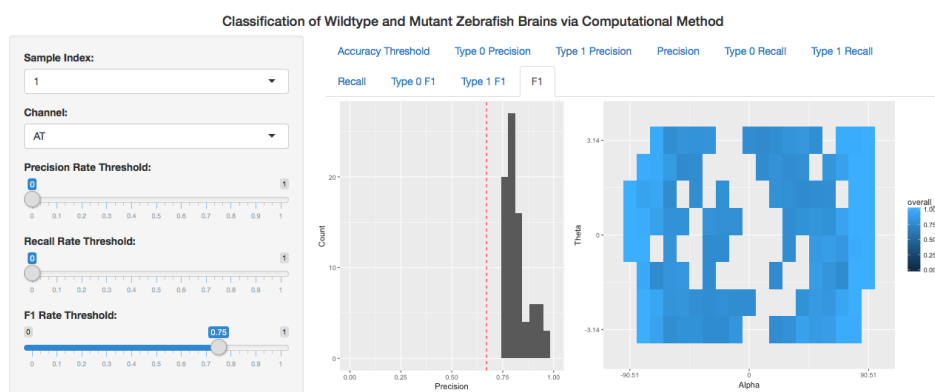 Classification of Wildtype and Mutant Zebrafish Brains via Computational Method
Sample Index:
1
Channel:
AT
Precision Rate Threshold:
0 1
0 0.1 0.2 0.3 0.4 0.5 0.6 0.7 0.8 0.9 1
Recall Rate Threshold:
0 1
0 0.1 0.2 0.3 0.4 0.5 0.6 0.7 0.8 0.9 1
F1 Rate Threshold:
0 0.75 1
0 0.1 0.2 0.3 0.4 0.5 0.6 0.7 0.8 0.9 1
Accuracy Threshold Type 0 Precision Type 1 Precision Precision Type 0 Recall Type 1 Recall
Recall Type 0 F1 Type 1 F1 F1
Count
20
10
0
0.00 0.25 0.50 0.75 1.00
Precision
Theta
3.14
0
-3.14
-90.51 0 90.51
Alpha
overall
1.00
0.75
0.50
0.25
0.00